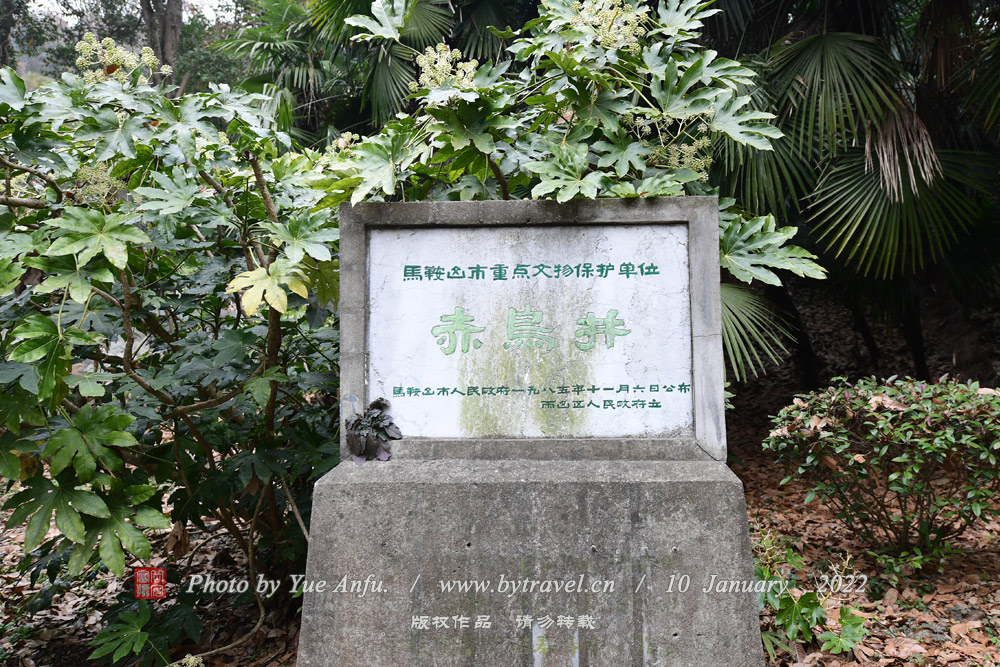 馬鞍山市重点文物保护单位
赤烏井
馬鞍山市人民政府一九八五年十一月六日公布
雨山区人民政府立
Photo by Yue Anfu. / www.bytravel.cn / 10 January 2022
版权作品 请勿转载